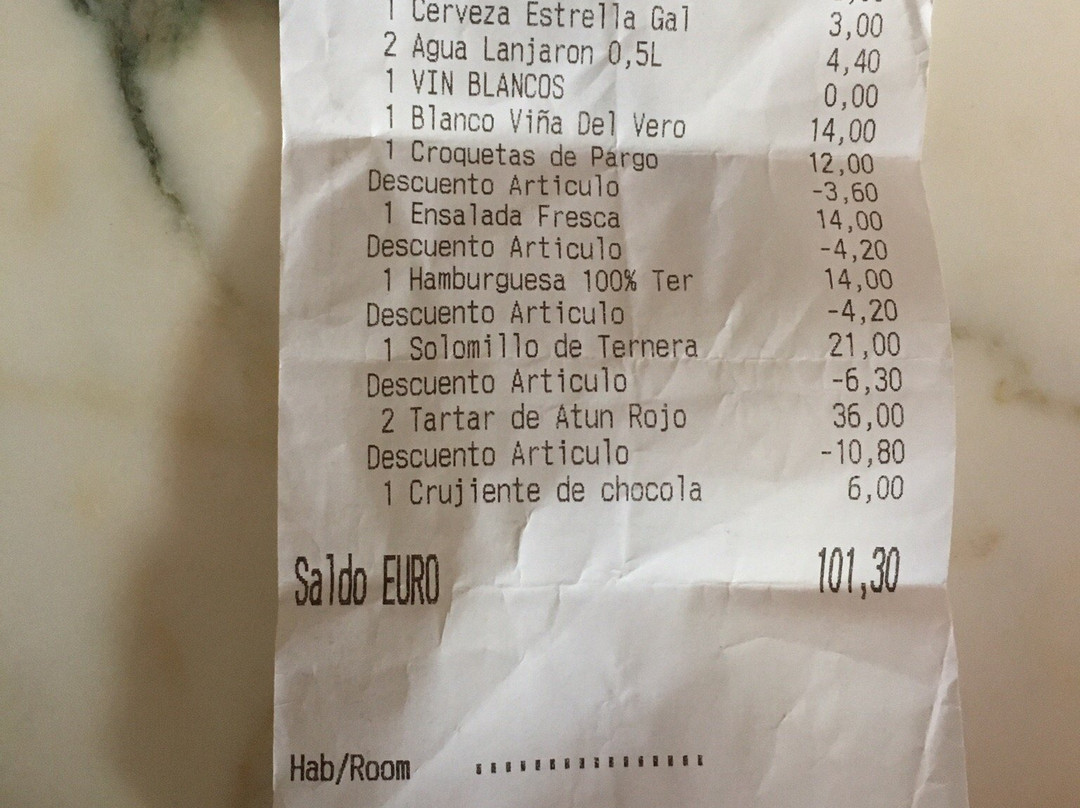 1 Cerveza Estrella Gal 3,00
2 Agua Lanjaron 0,5L 4,40
1 VIN BLANCOS 0,00
1 Blanco Viña Del Vero 14,00
1 Croquetas de Pargo 12,00
Descuento Articulo -3,60
1 Ensalada Fresca 14,00
Descuento Articulo -4,20
1 Hamburguesa 100% Ter 14,00
Descuento Articulo -4,20
1 Solomillo de Ternera 21,00
Descuento Articulo -6,30
2 Tartar de Atun Rojo 36,00
Descuento Articulo -10,80
1 Crujiente de chocola 6,00
Saldo EURO 101,30
Hab/Room ................